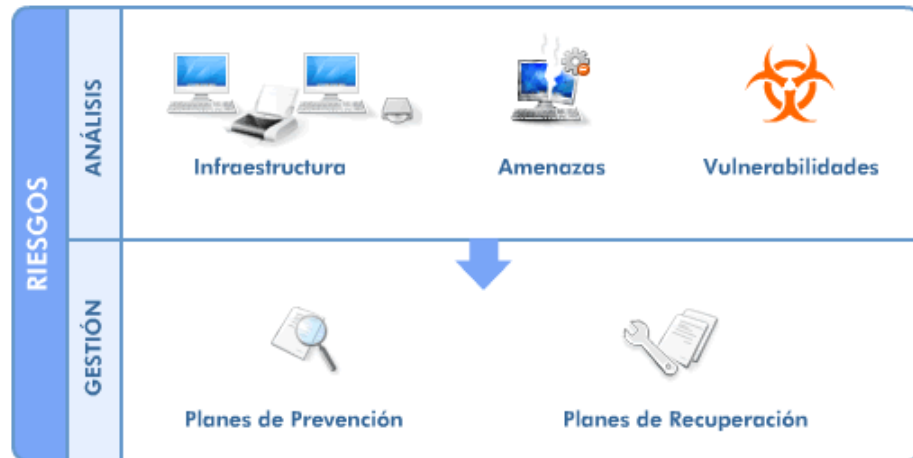 RIESGOS
ANÁLISIS
Infraestructura
Amenazas
Vulnerabilidades
GESTIÓN
Planes de Prevención
Planes de Recuperación